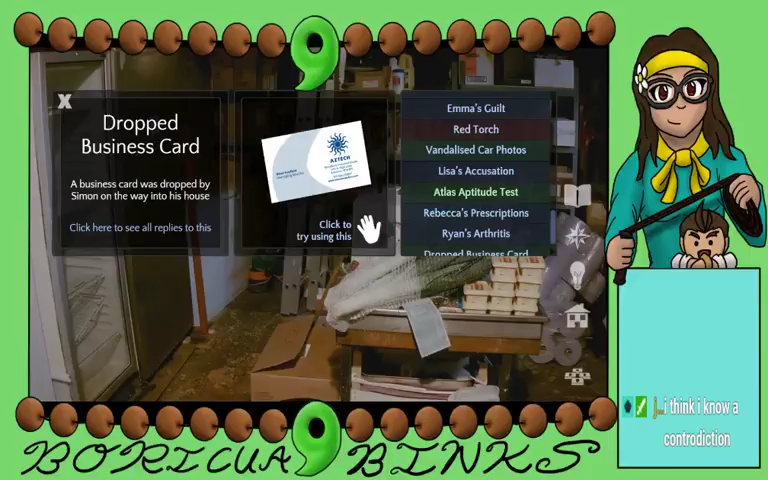 X
Dropped
Business Card
A business card was dropped by
Simon on the way into his house
Click here to see all replies to this
AZTECH
Click to
try using this
Emma's Guilt
Red Torch
Vandalised Car Photos
Lisa's Accusation
Atlas Aptitude Test
Rebecca's Prescriptions
Ryan's Arthritis
Dropped Business Card
j...i think i know a
controdiction
BORICUA BINKS